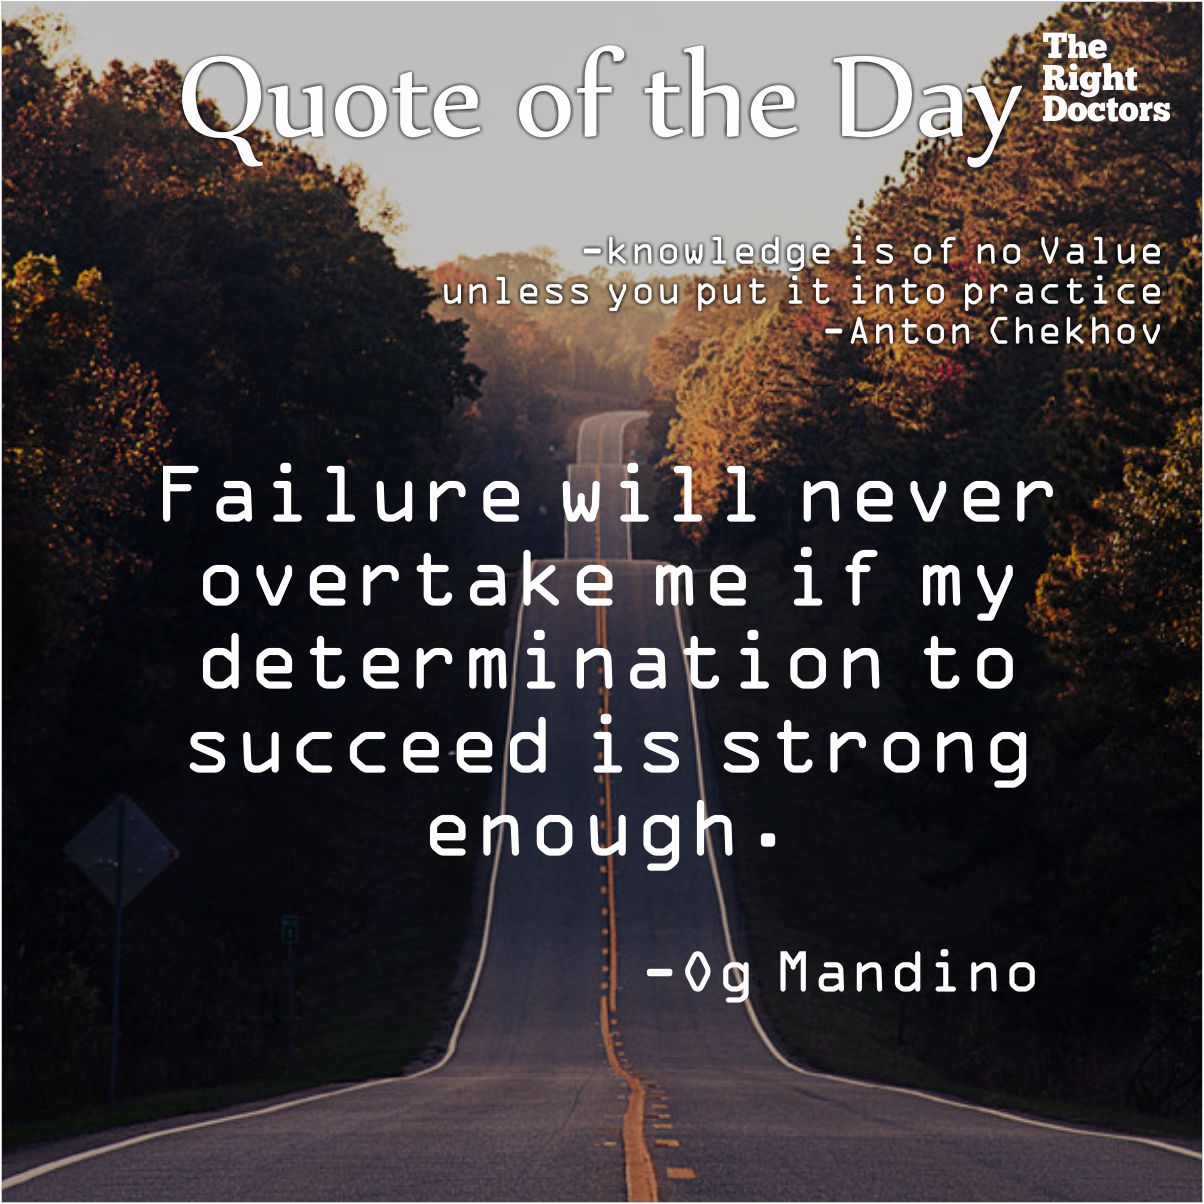 Quote of the Day
The
Right
Doctors
-knowledge is of no Value
unless you put it into practice
-Anton Chekhov
Failure will never
overtake me if my
determination to
succeed is strong
enough.
-Og Mandino